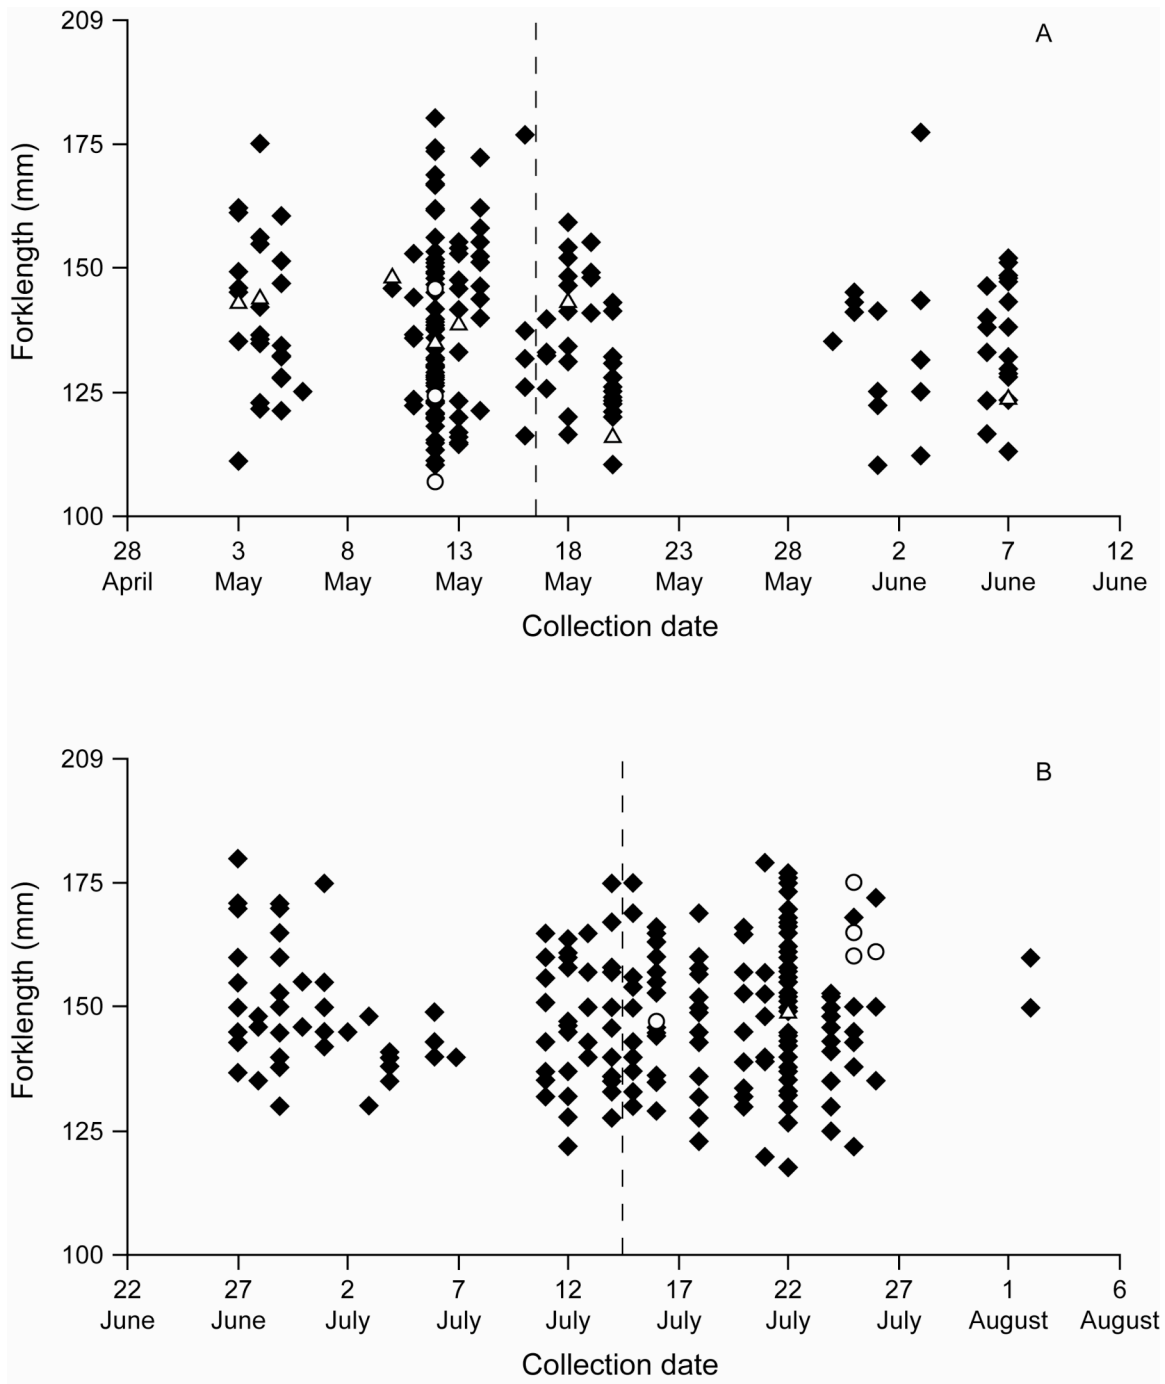 209
A
175
Forklength (mm)
150
125
100
28 3 8 13 18 23 28 2 7 12
April May May May May May May June June June
Collection date
209
B
175
Forklength (mm)
150
125
100
22 27 2 7 12 17 22 27 1 6
June June July July July July July July August August
Collection date